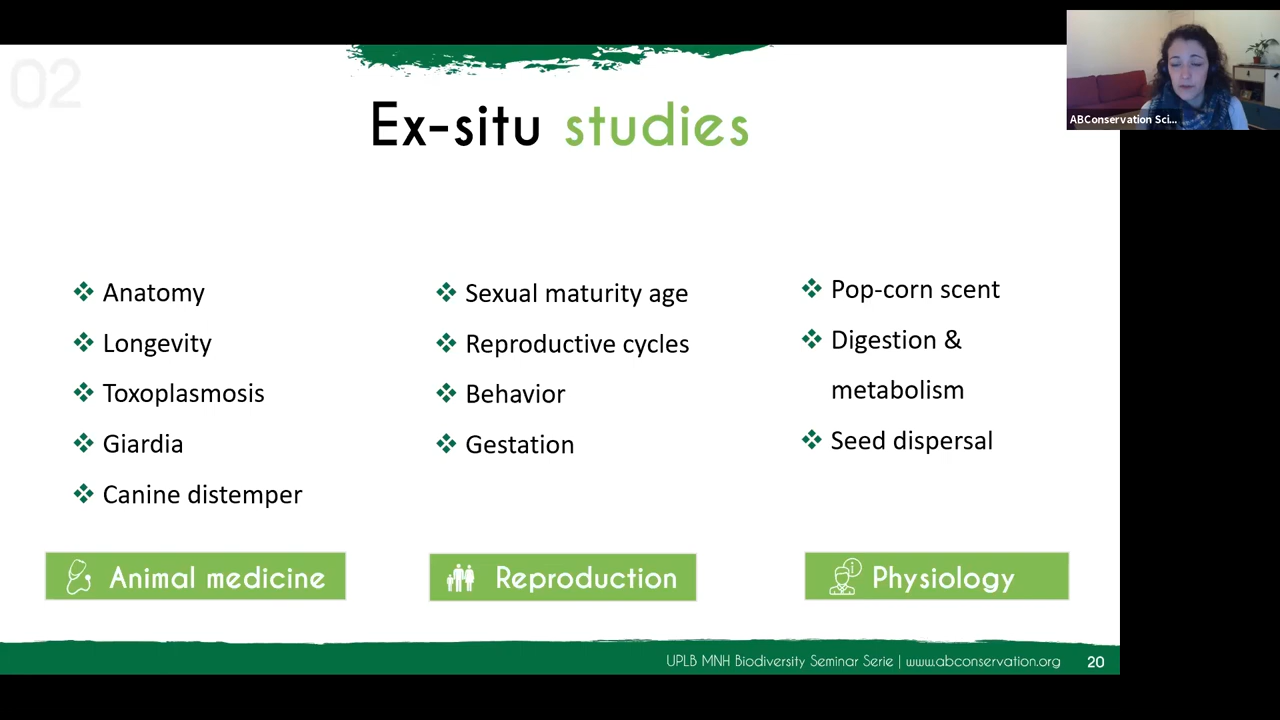 02
ABConservation Sci...
Ex-situ studies
Anatomy
Longevity
Toxoplasmosis
Giardia
Canine distemper
Animal medicine
Sexual maturity age
Reproductive cycles
Behavior
Gestation
Reproduction
Pop-corn scent
Digestion &
metabolism
Seed dispersal
Physiology
UPLB MNH Biodiversity Seminar Serie | www.abconservation.org 20